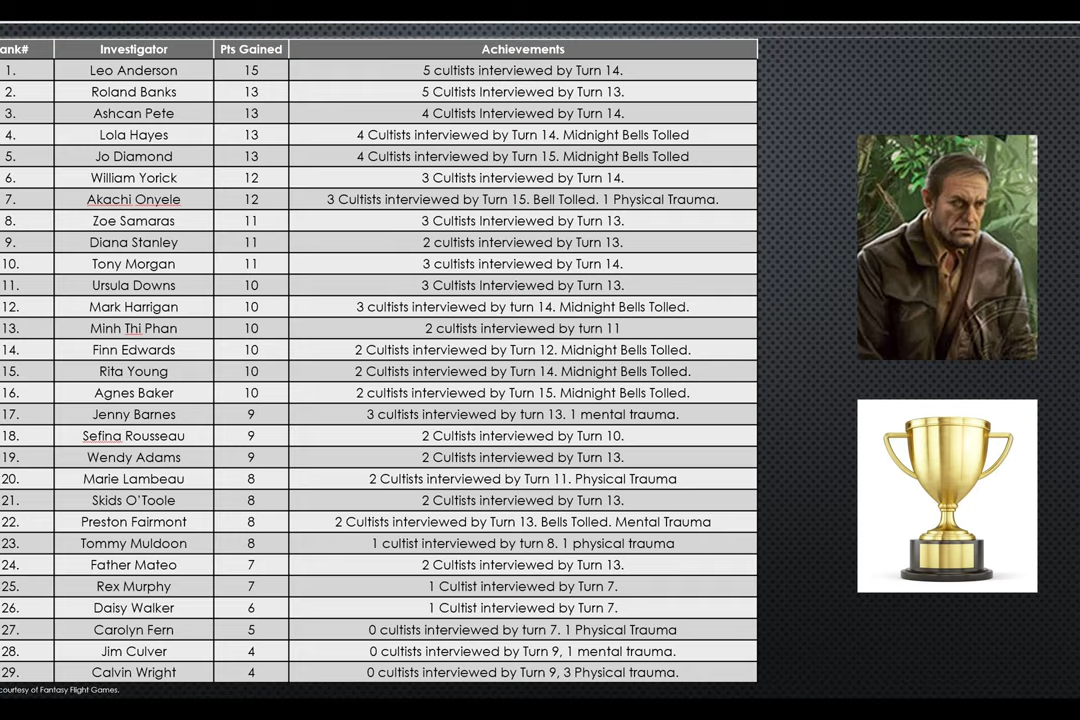 ank# Investigator Pts Gained Achievements
1. Leo Anderson 15 5 cultists interviewed by Turn 14.
2. Roland Banks 13 5 Cultists Interviewed by Turn 13.
3. Ashcan Pete 13 4 Cultists Interviewed by Turn 14.
4. Lola Hayes 13 4 Cultists interviewed by Turn 14. Midnight Bells Tolled
5. Jo Diamond 13 4 Cultists interviewed by Turn 15. Midnight Bells Tolled
6. William Yorick 12 3 Cultists interviewed by Turn 14.
7. Akachi Onyele 12 3 Cultists interviewed by Turn 15. Bell Tolled. 1 Physical Trauma.
8. Zoe Samaras 11 3 Cultists interviewed by Turn 13.
9. Diana Stanley 11 2 cultists interviewed by Turn 13.
10. Tony Morgan 11 3 cultists interviewed by Turn 14.
11. Ursula Downs 10 3 Cultists Interviewed by Turn 13.
12. Mark Harrigan 10 3 cultists interviewed by turn 14. Midnight Bells Tolled.
13. Minh Thi Phan 10 2 cultists interviewed by turn 11
14. Finn Edwards 10 2 Cultists interviewed by Turn 12. Midnight Bells Tolled.
15. Rita Young 10 2 Cultists interviewed by Turn 14. Midnight Bells Tolled.
16. Agnes Baker 10 2 cultists interviewed by Turn 15. Midnight Bells Tolled.
17. Jenny Barnes 9 3 cultists interviewed by turn 13. 1 mental trauma.
18. Sefina Rousseau 9 2 Cultists interviewed by Turn 10.
19. Wendy Adams 9 2 Cultists interviewed by Turn 13.
20. Marie Lambeau 8 2 Cultists interviewed by Turn 11. Physical Trauma
21. Skids O'Toole 8 2 Cultists interviewed by Turn 13.
22. Preston Fairmont 8 2 Cultists interviewed by Turn 13. Bells Tolled. Mental Trauma
23. Tommy Muldoon 8 1 cultist interviewed by turn 8. 1 physical trauma
24. Father Mateo 7 2 Cultists interviewed by Turn 13.
25. Rex Murphy 7 1 Cultist interviewed by Turn 7.
26. Daisy Walker 6 1 Cultist interviewed by Turn 7.
27. Carolyn Fern 5 0 cultists interviewed by turn 7. 1 Physical Trauma
28. Jim Culver 4 0 cultists interviewed by Turn 9, 1 mental trauma.
29. Calvin Wright 4 0 cultists interviewed by Turn 9, 3 Physical trauma.
courtesy of Fantasy Flight Games.